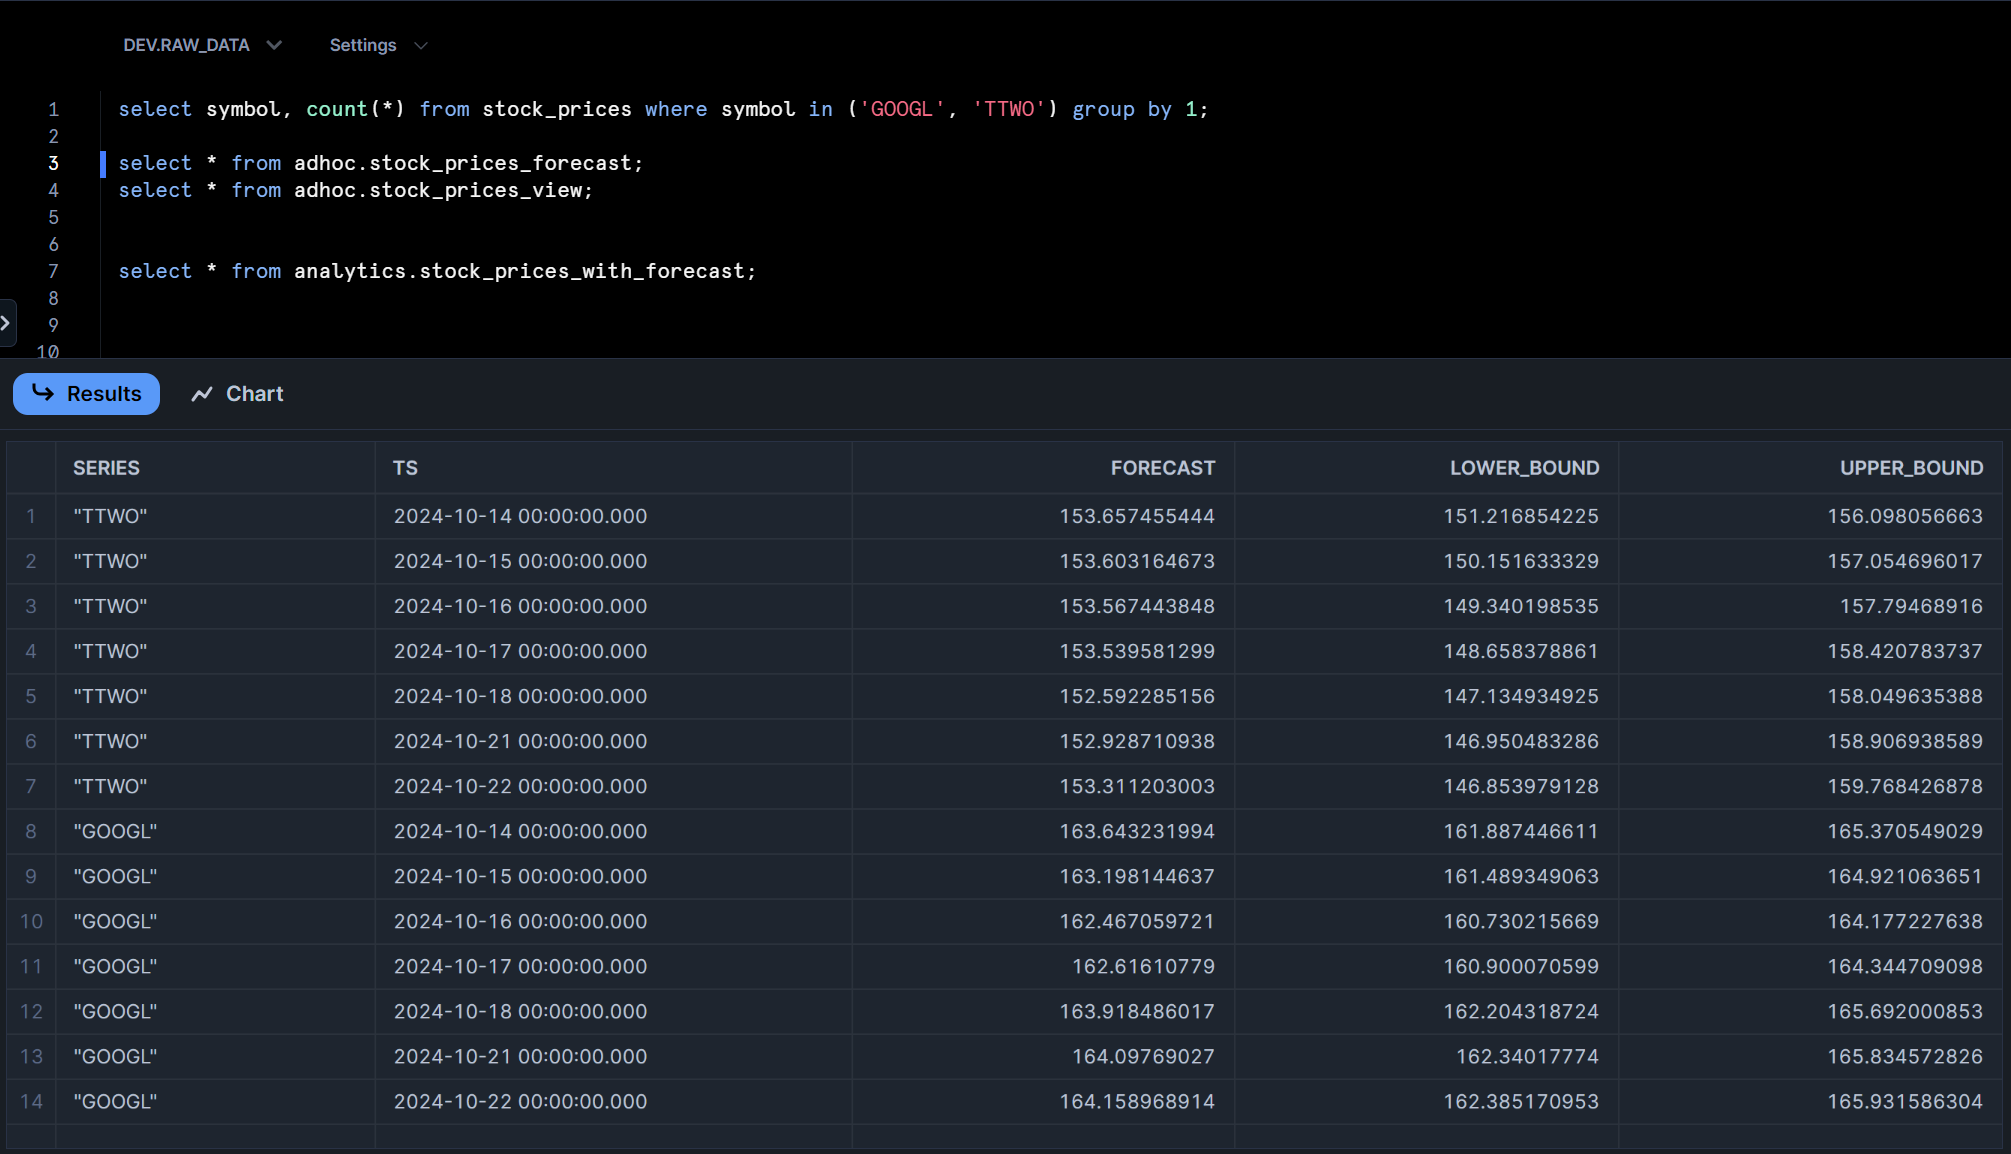 DEV.RAW_DATA Settings
1 select symbol, count(*) from stock_prices where symbol in ('GOOGL', 'TTWO') group by 1;
2
3 select * from adhoc.stock_prices_forecast;
4 select * from adhoc.stock_prices_view;
5
6
7 select * from analytics.stock_prices_with_forecast;
8
9
10
Results Chart
SERIES TS FORECAST LOWER_BOUND UPPER_BOUND
1 "TTWO" 2024-10-14 00:00:00.000 153.657455444 151.216854225 156.098056663
2 "TTWO" 2024-10-15 00:00:00.000 153.603164673 150.151633329 157.054696017
3 "TTWO" 2024-10-16 00:00:00.000 153.567443848 149.340198535 157.79468916
4 "TTWO" 2024-10-17 00:00:00.000 153.539581299 148.658378861 158.420783737
5 "TTWO" 2024-10-18 00:00:00.000 152.592285156 147.134934925 158.049635388
6 "TTWO" 2024-10-21 00:00:00.000 152.928710938 146.950483286 158.906938589
7 "TTWO" 2024-10-22 00:00:00.000 153.311203003 146.853979128 159.768426878
8 "GOOGL" 2024-10-14 00:00:00.000 163.643231994 161.887446611 165.370549029
9 "GOOGL" 2024-10-15 00:00:00.000 163.198144637 161.489349063 164.921063651
10 "GOOGL" 2024-10-16 00:00:00.000 162.467059721 160.730215669 164.177227638
11 "GOOGL" 2024-10-17 00:00:00.000 162.61610779 160.900070599 164.344709098
12 "GOOGL" 2024-10-18 00:00:00.000 163.918486017 162.204318724 165.692000853
13 "GOOGL" 2024-10-21 00:00:00.000 164.09769027 162.34017774 165.834572826
14 "GOOGL" 2024-10-22 00:00:00.000 164.158968914 162.385170953 165.931586304